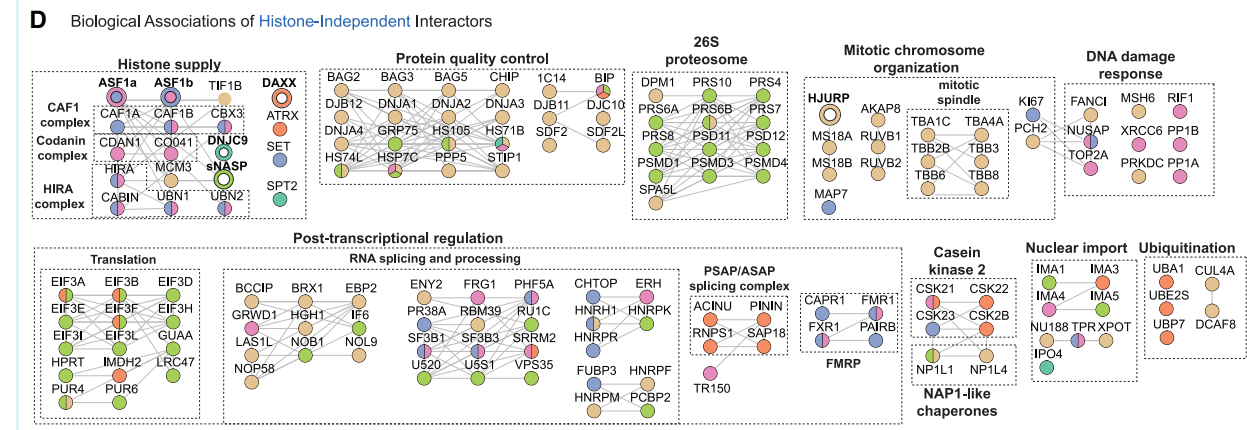 D Biological Associations of Histone-Independent Interactors
Histone supply
ASF1a ASF1b TIF1B DAXX
CAF1 complex
CAF1A CAF1B CBX3 ATRX
Codanin complex
CDAN1 CO041 DNJC9 SET
HIRA MCM3 sNASP
HIRA complex
CABIN UBN1 UBN2 SPT2
Protein quality control
BAG2 BAG3 BAG5 CHIP 1C14 BIP
DJB12 DNJA1 DNJA2 DNJA3 DJB11 DJC10
DNJA4 GRP75 HS105 HS71B SDF2 SDF2L
HS74L HSP7C PPP5 STIP1
26S proteosome
DPM1 PRS10 PRS4
PRS6A PRS6B PRS7
PRS8 PSD11 PSD12
PSMD1 PSMD3 PSMD4
SPA5L
Mitotic chromosome organization
HJURP AKAP8
MS18A RUVB1
MS18B RUVB2
MAP7
mitotic spindle
TBA1C TBA4A
TBB2B TBB3
TBB6 TBB8
KI67
PCH2
DNA damage response
FANCI MSH6 RIF1
NUSAP XRCC6 PP1B
TOP2A PRKDC PP1A
Post-transcriptional regulation
Translation
EIF3A EIF3B EIF3D
EIF3E EIF3F EIF3H
EIF3I EIF3L GUAA
HPRT IMDH2 LRC47
PUR4 PUR6
RNA splicing and processing
BCCIP BRX1 EBP2
GRWD1 HGH1 IF6
LAS1L NOB1 NOL9
NOP58
ENY2 FRG1 PHF5A
PR38A RBM39 RU1C
SF3B1 SF3B3 SRRM2
U520 U5S1 VPS35
CHTOP ERH
HNRH1 HNRPK
HNRPR
FUBP3 HNRPF
HNRPM PCBP2
PSAP/ASAP splicing complex
ACINU PININ
RNPS1 SAP18
TR150
CAPR1 FMR1
FXR1 PAIRB
FMRP
Casein kinase 2
CSK21 CSK22
CSK23 CSK2B
NP1L1 NP1L4
NAP1-like chaperones
Nuclear import
IMA1 IMA3
IMA4 IMA5
NU188 TPR XPOT
IPO4
Ubiquitination
UBA1 CUL4A
UBE2S
UBP7 DCAF8